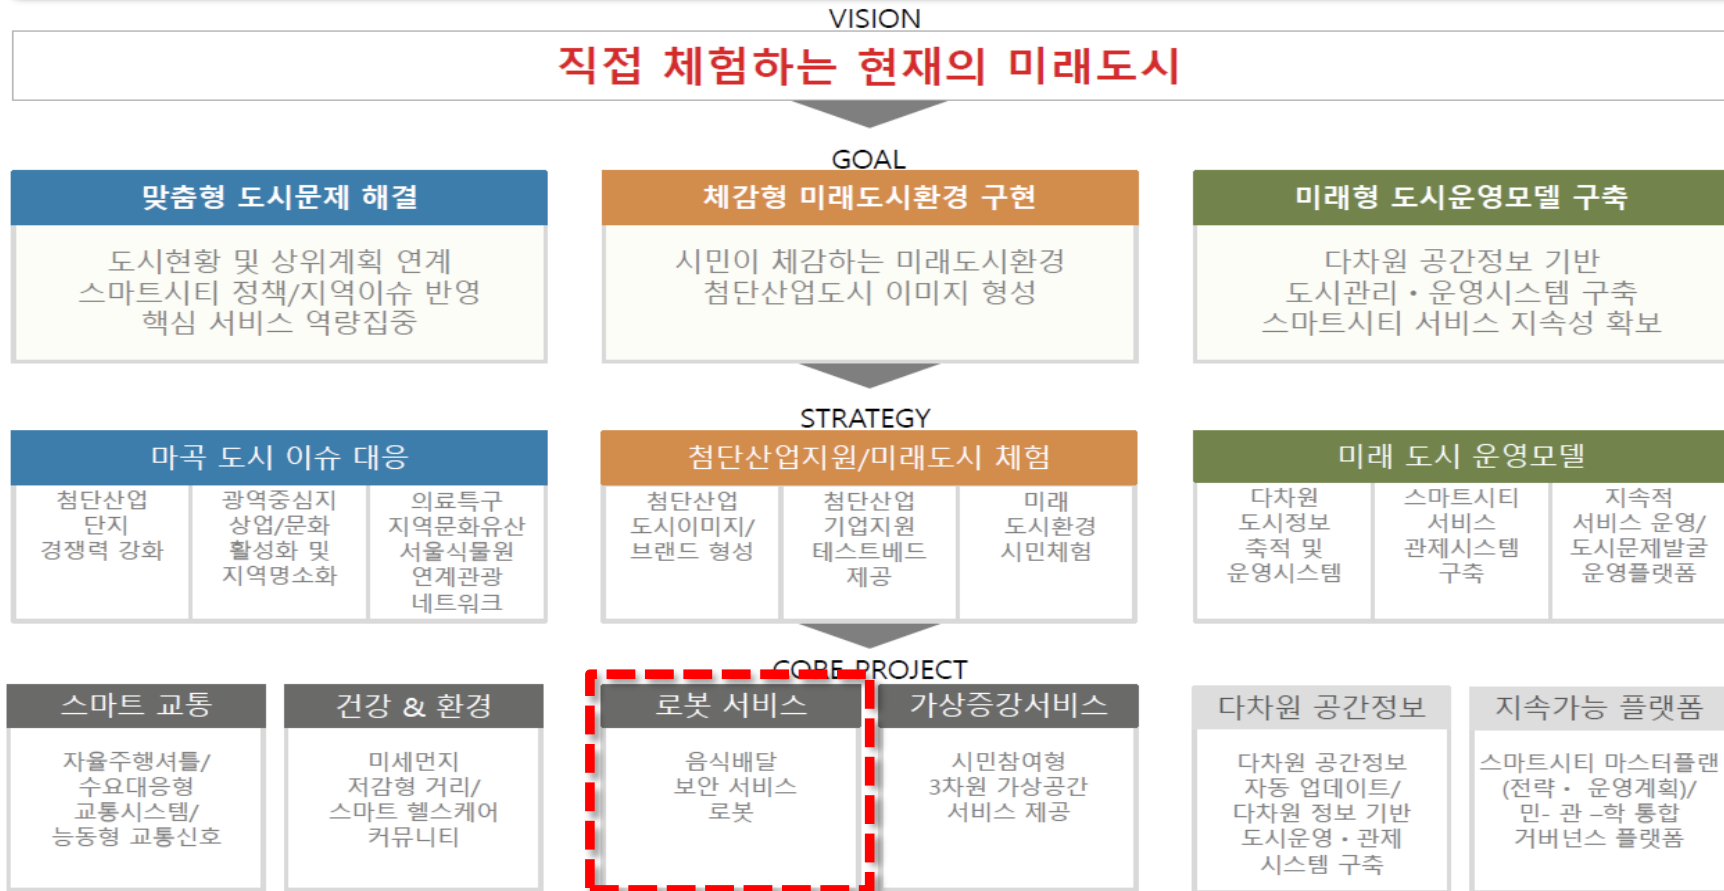 VISION
직접 체험하는 현재의 미래도시
GOAL
맞춤형 도시문제 해결
도시현황 및 상위계획 연계
스마트시티 정책/지역이슈 반영
핵심 서비스 역량집중
체감형 미래도시환경 구현
시민이 체감하는 미래도시환경
첨단산업도시 이미지 형성
미래형 도시운영모델 구축
다차원 공간정보 기반
도시관리・운영시스템 구축
스마트시티 서비스 지속성 확보
STRATEGY
마곡 도시 이슈 대응
첨단산업
단지
경쟁력 강화
광역중심지
상업/문화
활성화 및
지역명소화
의료특구
지역문화유산
서울식물원
연계관광
네트워크
첨단산업지원/미래도시 체험
첨단산업
도시이미지/
브랜드 형성
첨단산업
기업지원
테스트베드
제공
미래
도시환경
시민체험
미래 도시 운영모델
다차원
도시정보
축적 및
운영시스템
스마트시티
서비스
관제시스템
구축
지속적
서비스 운영/
도시문제발굴
운영플랫폼
CORE PROJECT
스마트 교통
자율주행셔틀/
수요대응형
교통시스템/
능동형 교통신호
건강 & 환경
미세먼지
저감형 거리/
스마트 헬스케어
커뮤니티
로봇 서비스
음식배달
보안 서비스
로봇
가상증강서비스
시민참여형
3차원 가상공간
서비스 제공
다차원 공간정보
다차원 공간정보
자동 업데이트/
다차원 정보 기반
도시운영・관제
시스템 구축
지속가능 플랫폼
스마트시티 마스터플랜
(전략・ 운영계획)/
민- 관 –학 통합
거버넌스 플랫폼